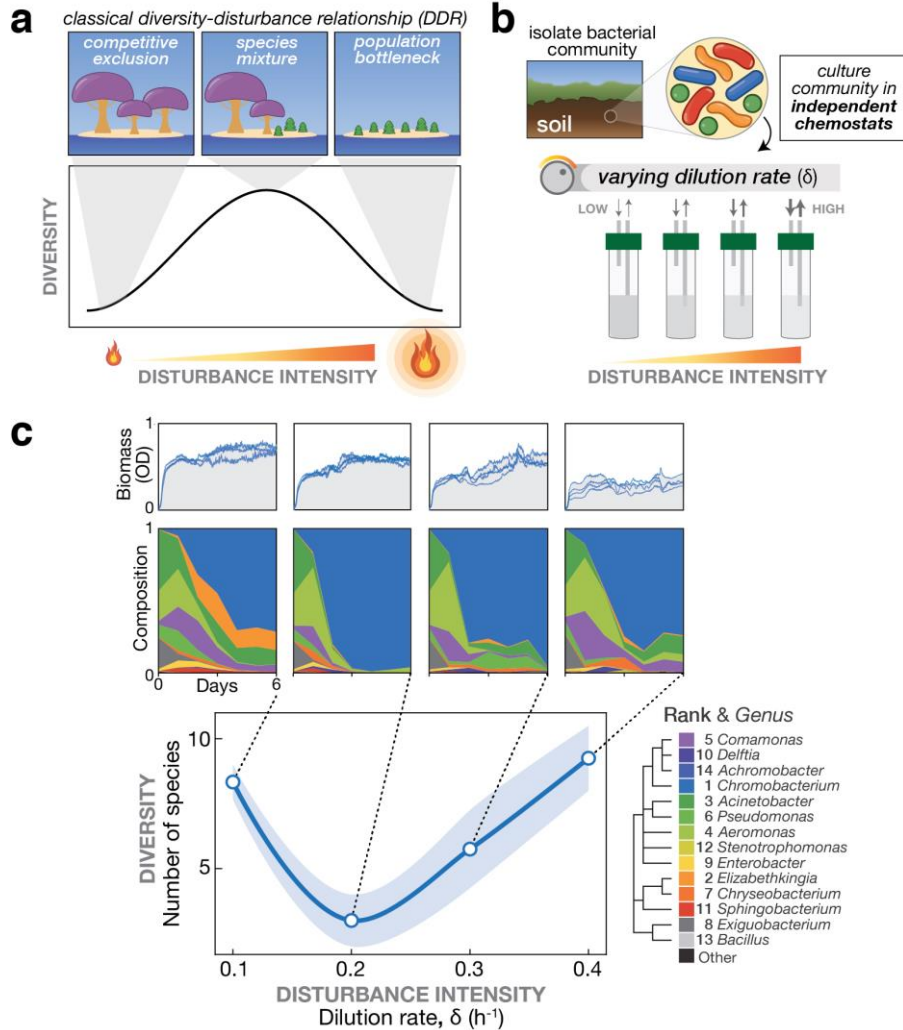 a
classical diversity-disturbance relationship (DDR)
competitive
exclusion
species
mixture
population
bottleneck
DIVERSITY
DISTURBANCE INTENSITY
b
isolate bacterial
community
soil
culture
community in
independent
chemostats
varying dilution rate (δ)
LOW
HIGH
DISTURBANCE INTENSITY
c
Biomass
(OD)
1
0
Composition
1
0
0
Days
6
DIVERSITY
Number of species
10
5
0.1
0.2
0.3
0.4
DISTURBANCE INTENSITY
Dilution rate, δ (h⁻¹)
Rank & Genus
5 Comamonas
10 Delftia
14 Achromobacter
1 Chromobacterium
3 Acinetobacter
6 Pseudomonas
4 Aeromonas
12 Stenotrophomonas
9 Enterobacter
2 Elizabethkingia
7 Chryseobacterium
11 Sphingobacterium
8 Exiguobacterium
13 Bacillus
Other